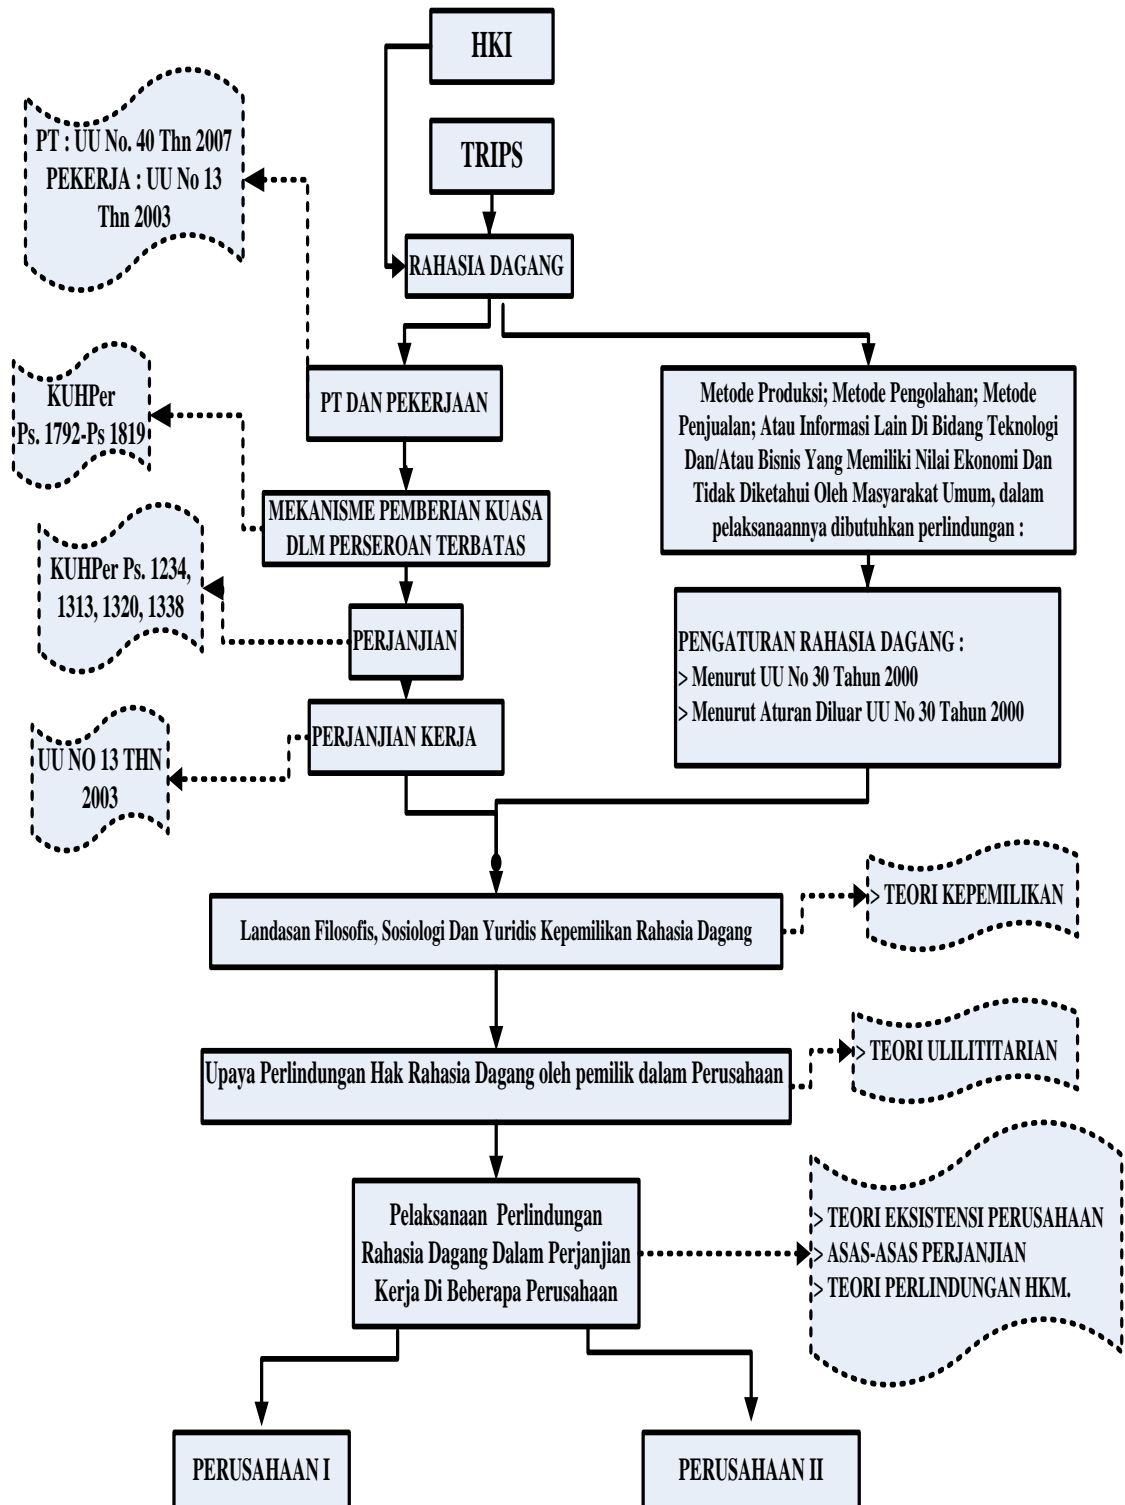 HKI
TRIPS
PT : UU No. 40 Thn 2007
PEKERJA : UU No 13
Thn 2003
RAHASIA DAGANG
KUHPer
Ps. 1792-Ps 1819
PT DAN PEKERJAAN
Metode Produksi; Metode Pengolahan; Metode
Penjualan; Atau Informasi Lain Di Bidang Teknologi
Dan/Atau Bisnis Yang Memiliki Nilai Ekonomi Dan
Tidak Diketahui Oleh Masyarakat Umum, dalam
pelaksanaannya dibutuhkan perlindungan :
MEKANISME PEMBERIAN KUASA
DLM PERSEROAN TERBATAS
KUHPer Ps. 1234,
1313, 1320, 1338
PERJANJIAN
PENGATURAN RAHASIA DAGANG :
> Menurut UU No 30 Tahun 2000
> Menurut Aturan Diluar UU No 30 Tahun 2000
PERJANJIAN KERJA
UU NO 13 THN
2003
Landasan Filosofis, Sosiologi Dan Yuridis Kepemilikan Rahasia Dagang
> TEORI KEPEMILIKAN
Upaya Perlindungan Hak Rahasia Dagang oleh pemilik dalam Perusahaan
> TEORI ULILITITARIAN
Pelaksanaan Perlindungan
Rahasia Dagang Dalam Perjanjian
Kerja Di Beberapa Perusahaan
> TEORI EKSISTENSI PERUSAHAAN
> ASAS-ASAS PERJANJIAN
> TEORI PERLINDUNGAN HKM.
PERUSAHAAN I
PERUSAHAAN II